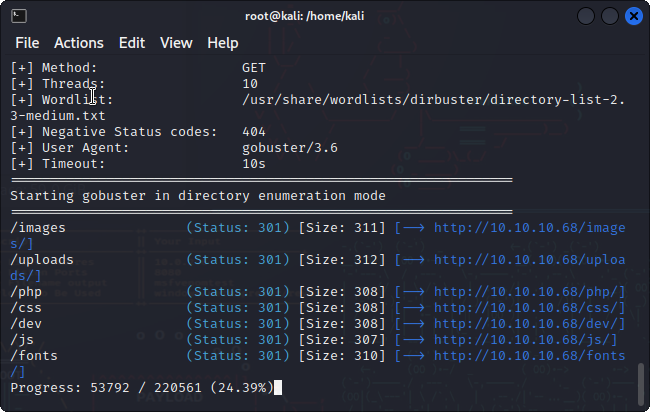 root@kali: /home/kali
File Actions Edit View Help
[+] Method: GET
[+] Threads: 10
[+] Wordlist: /usr/share/wordlists/dirbuster/directory-list-2.
3-medium.txt
[+] Negative Status codes: 404
[+] User Agent: gobuster/3.6
[+] Timeout: 10s
===============================================================
Starting gobuster in directory enumeration mode
===============================================================
/images (Status: 301) [Size: 311] [--> http://10.10.10.68/image
s/]
/uploads (Status: 301) [Size: 312] [--> http://10.10.10.68/uploa
ds/]
/php (Status: 301) [Size: 308] [--> http://10.10.10.68/php/]
/css (Status: 301) [Size: 308] [--> http://10.10.10.68/css/]
/dev (Status: 301) [Size: 308] [--> http://10.10.10.68/dev/]
/js (Status: 301) [Size: 307] [--> http://10.10.10.68/js/]
/fonts (Status: 301) [Size: 310] [--> http://10.10.10.68/fonts
/]
Progress: 53792 / 220561 (24.39%)